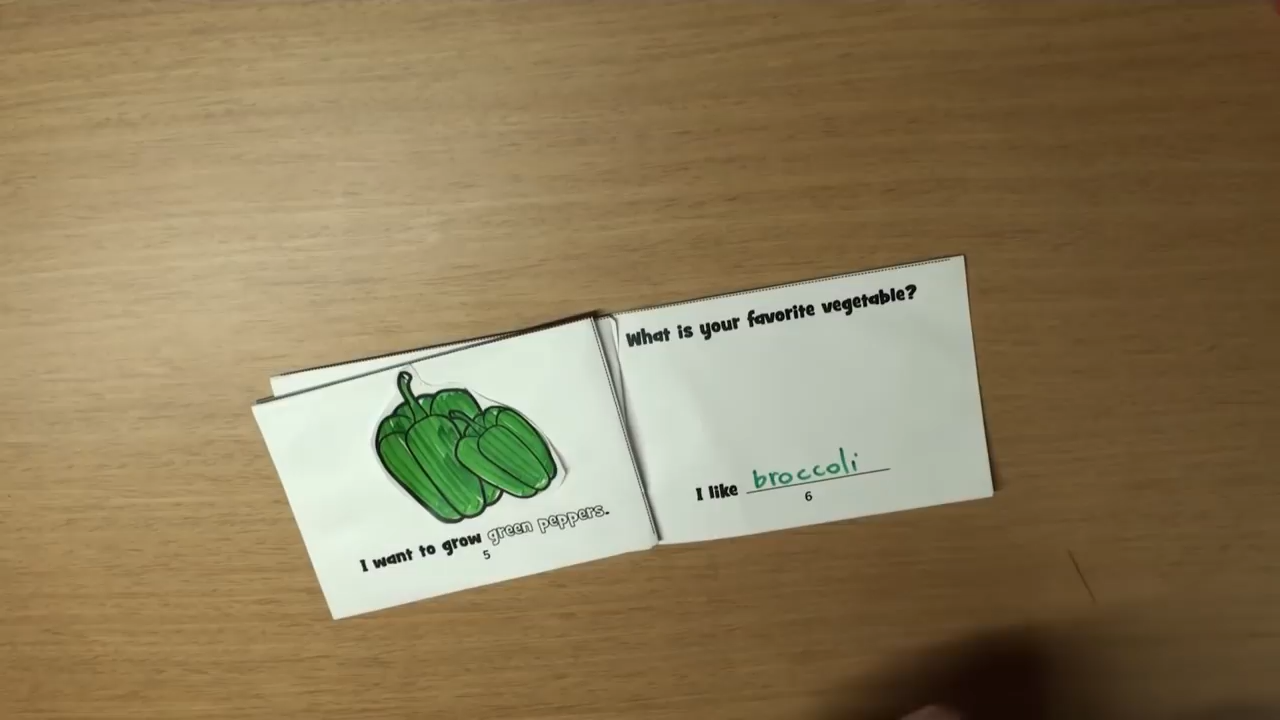 I want to grow green peppers.
5
What is your favorite vegetable?
I like broccoli
6